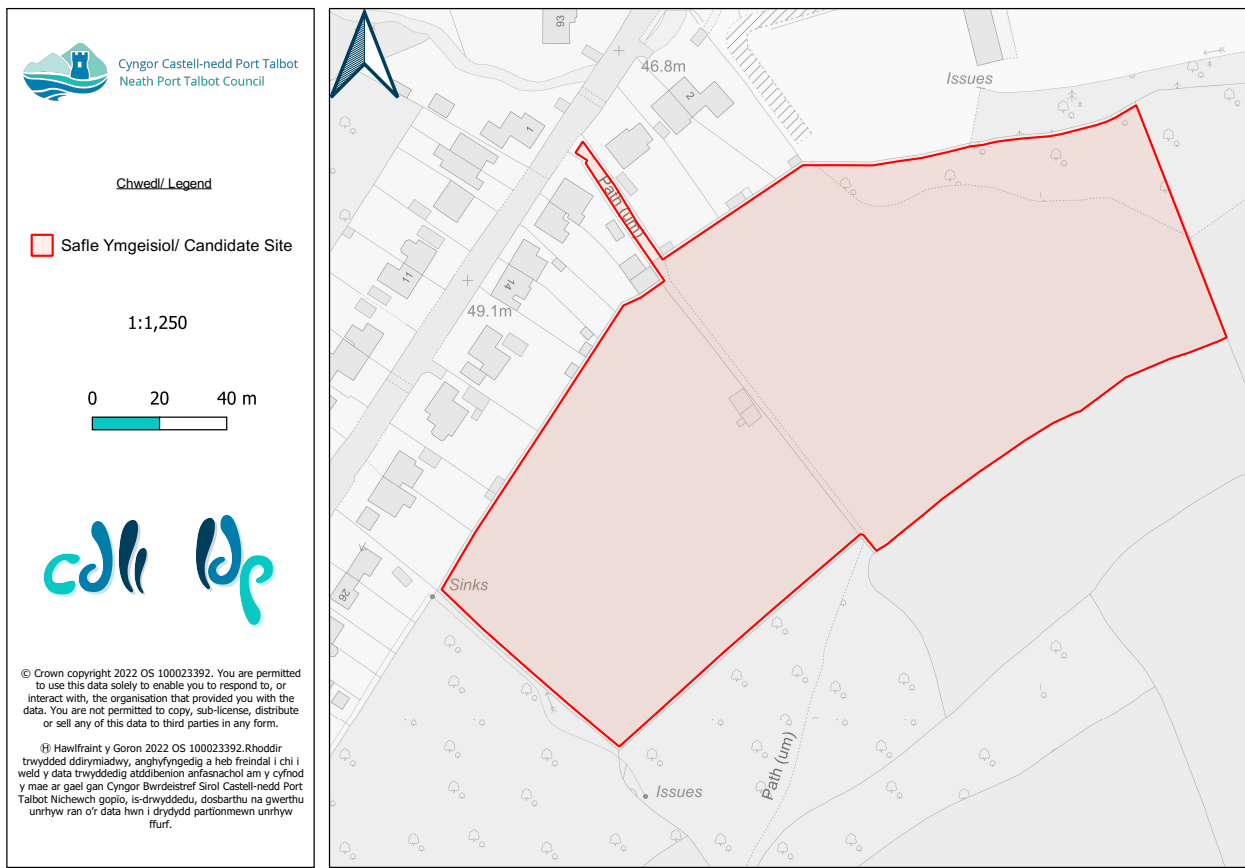 Cyngor Castell-nedd Port Talbot
Neath Port Talbot Council
Chwedl/ Legend
Safle Ymgeisiol/ Candidate Site
1:1,250
0 20 40 m
cdll ldp
© Crown copyright 2022 OS 100023392. You are permitted
to use this data solely to enable you to respond to, or
interact with, the organisation that provided you with the
data. You are not permitted to copy, sub-license, distribute
or sell any of this data to third parties in any form.
Ⓗ Hawlfraint y Goron 2022 OS 100023392.Rhoddir
trwydded ddirymiadwy, anghyfyngedig a heb freindal i chi i
weld y data trwyddedig atddibenion anfasnachol am y cyfnod
y mae ar gael gan Cyngor Bwrdeistref Sirol Castell-nedd Port
Talbot Nichewch gopïo, is-drwyddedu, dosbarthu na gwerthu
unrhyw ran o'r data hwn i drydydd partïonmewn unrhyw
ffurf.
93
46.8m
Issues
2
1
Path (um)
11
14
49.1m
Sinks
26
Path (um)
Issues